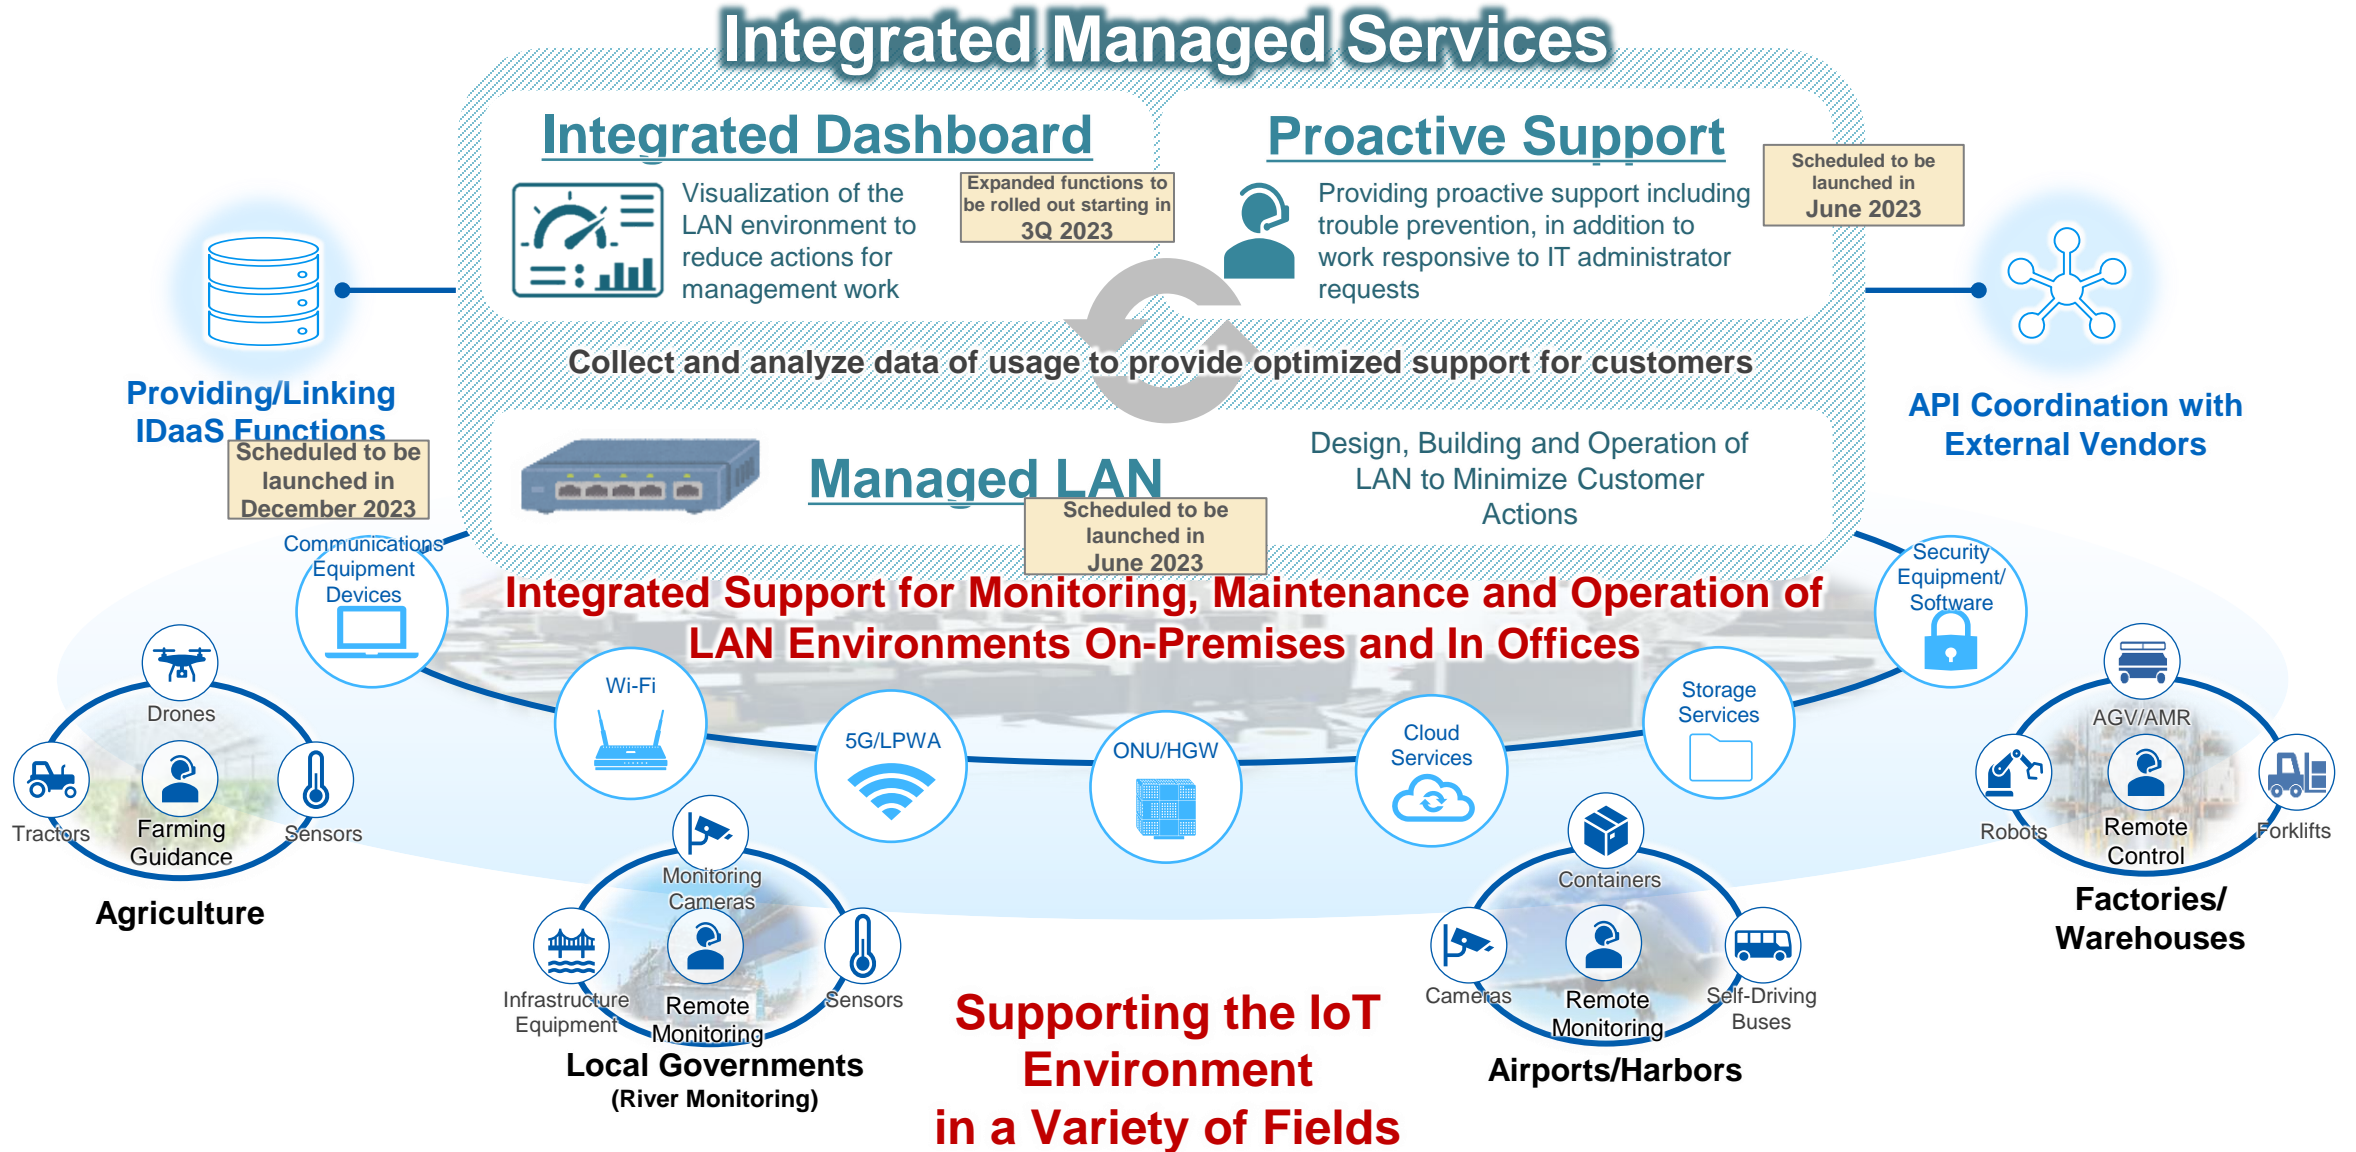 Integrated Managed Services
Integrated Dashboard
Visualization of the
LAN environment to
reduce actions for
management work
Expanded functions to
be rolled out starting in
3Q 2023
Proactive Support
Providing proactive support including
trouble prevention, in addition to
work responsive to IT administrator
requests
Scheduled to be
launched in
June 2023
Collect and analyze data of usage to provide optimized support for customers
Providing/Linking
IDaaS Functions
Scheduled to be
launched in
December 2023
API Coordination with
External Vendors
Managed LAN
Scheduled to be
launched in
June 2023
Design, Building and Operation of
LAN to Minimize Customer
Actions
Integrated Support for Monitoring, Maintenance and Operation of
LAN Environments On-Premises and In Offices
Communications
Equipment
Devices
Wi-Fi
5G/LPWA
ONU/HGW
Cloud
Services
Storage
Services
Security
Equipment/
Software
Drones
Tractors
Farming
Guidance
Sensors
Agriculture
Monitoring
Cameras
Infrastructure
Equipment
Remote
Monitoring
Sensors
Local Governments
(River Monitoring)
Supporting the IoT
Environment
in a Variety of Fields
Containers
Cameras
Remote
Monitoring
Self-Driving
Buses
Airports/Harbors
AGV/AMR
Robots
Remote
Control
Forklifts
Factories/
Warehouses